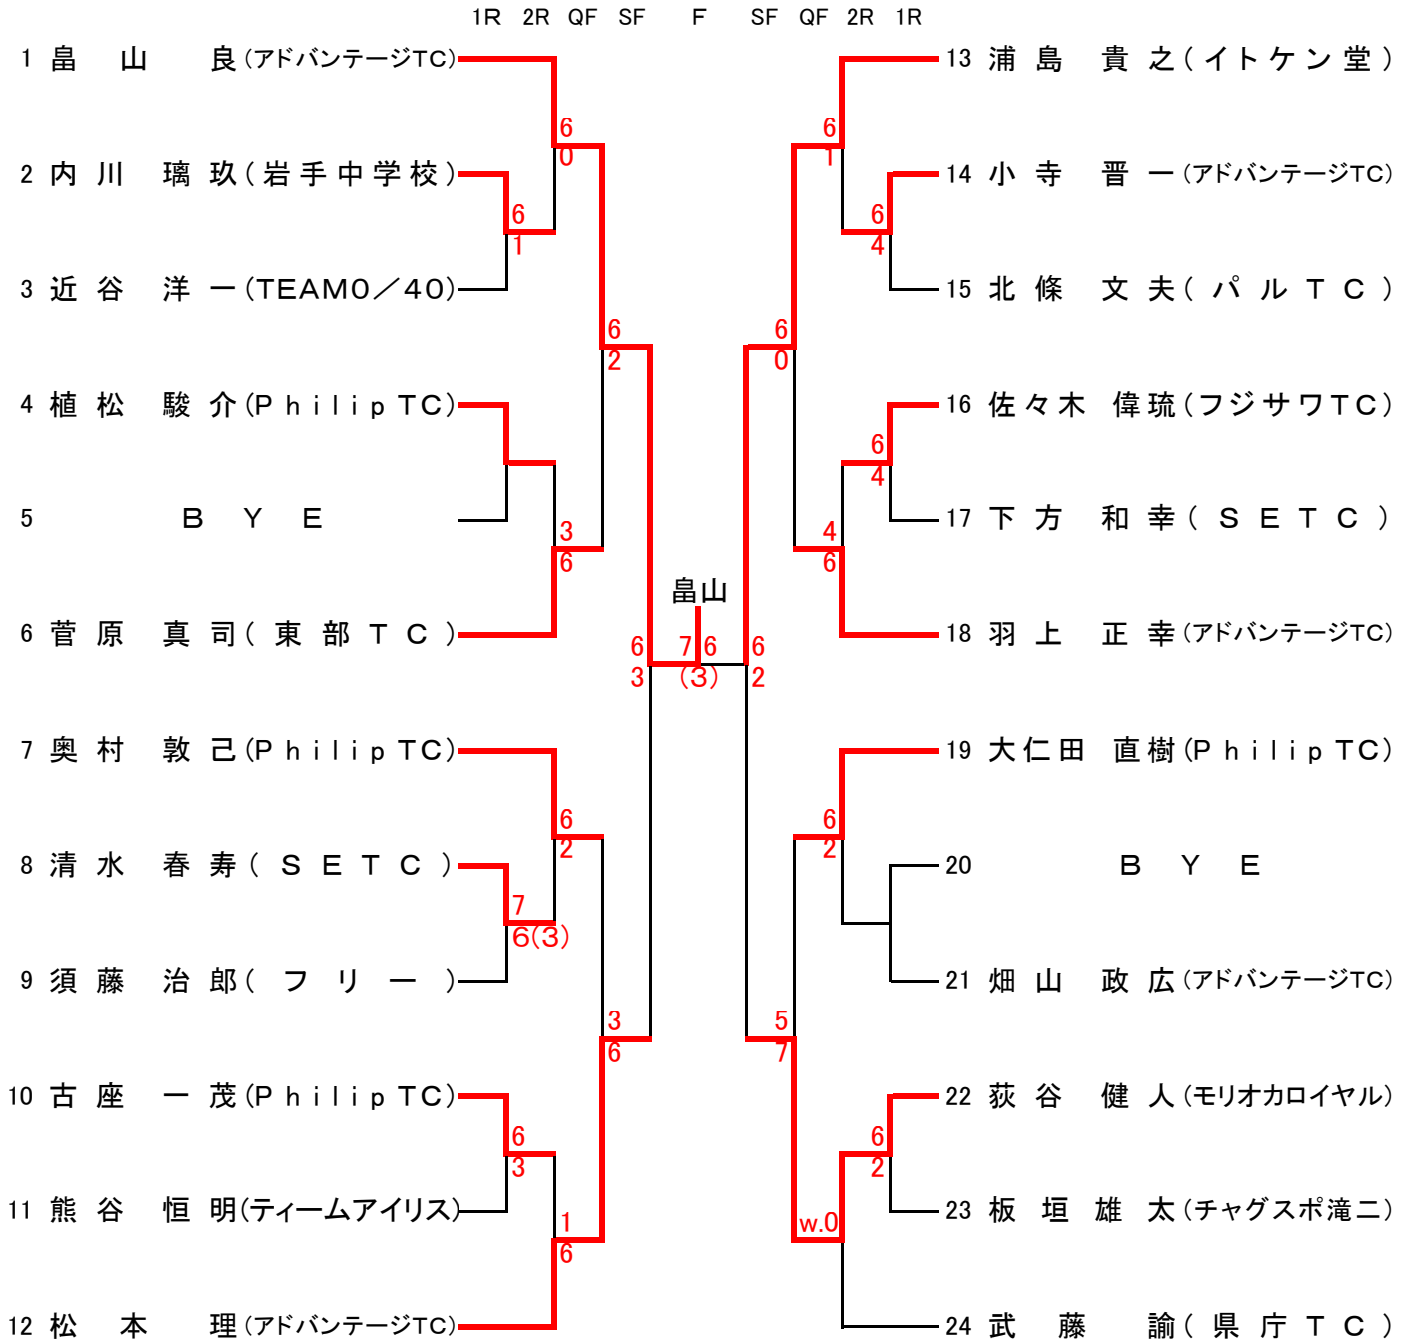 1R 2R QF SF F SF QF 2R 1R
1 畠山 良(アドバンテージTC)
6
0
2 内川 璃玖(岩手中学校)
6
1
3 近谷 洋一(TEAM0／40)
6
2
4 植松 駿介(Philip TC)
5 BYE
3
6
6 菅原 真司(東部TC)
6
3
7 奥村 敦己(Philip TC)
6
2
8 清水 春寿(SETC)
7
6(3)
9 須藤 治郎(フリー)
3
6
10 古座 一茂(Philip TC)
6
3
11 熊谷 恒明(ティームアイリス)
1
6
12 松本 理(アドバンテージTC)
畠山
7 6
(3)
13 浦島 貴之(イトケン堂)
6
1
14 小寺 晋一(アドバンテージTC)
6
4
15 北條 文夫(パルTC)
6
0
16 佐々木 偉琉(フジサワTC)
6
4
17 下方 和幸(SETC)
4
6
18 羽上 正幸(アドバンテージTC)
6
2
19 大仁田 直樹(Philip TC)
6
2
20 BYE
21 畑山 政広(アドバンテージTC)
5
7
22 荻谷 健人(モリオカロイヤル)
6
2
23 板垣 雄太(チャグスポ滝二)
w.0
24 武藤 諭(県庁TC)